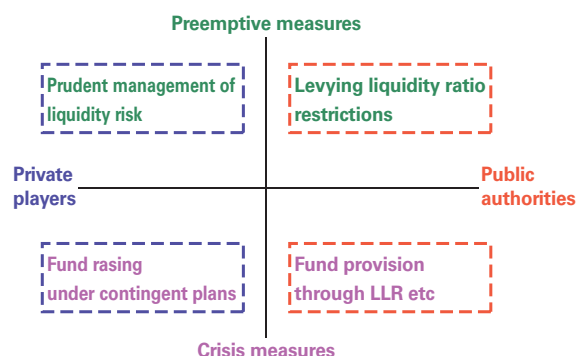 Preemptive measures
Prudent management of
liquidity risk
Levying liquidity ratio
restrictions
Private
players
Public
authorities
Fund rasing
under contingent plans
Fund provision
through LLR etc
Crisis measures